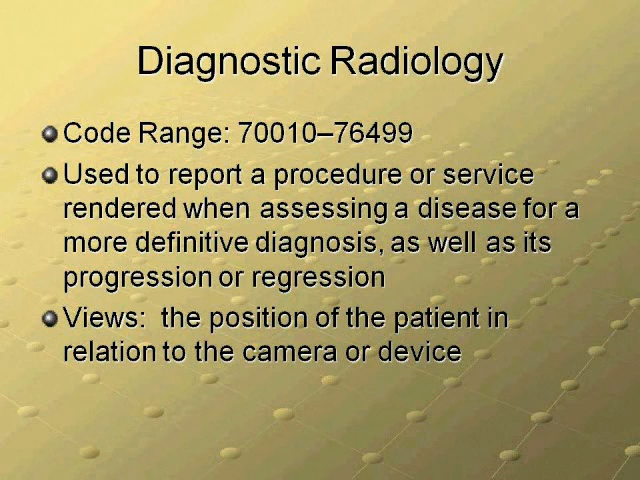 Diagnostic Radiology
Code Range: 70010–76499
Used to report a procedure or service
rendered when assessing a disease for a
more definitive diagnosis, as well as its
progression or regression
Views:  the position of the patient in
relation to the camera or device